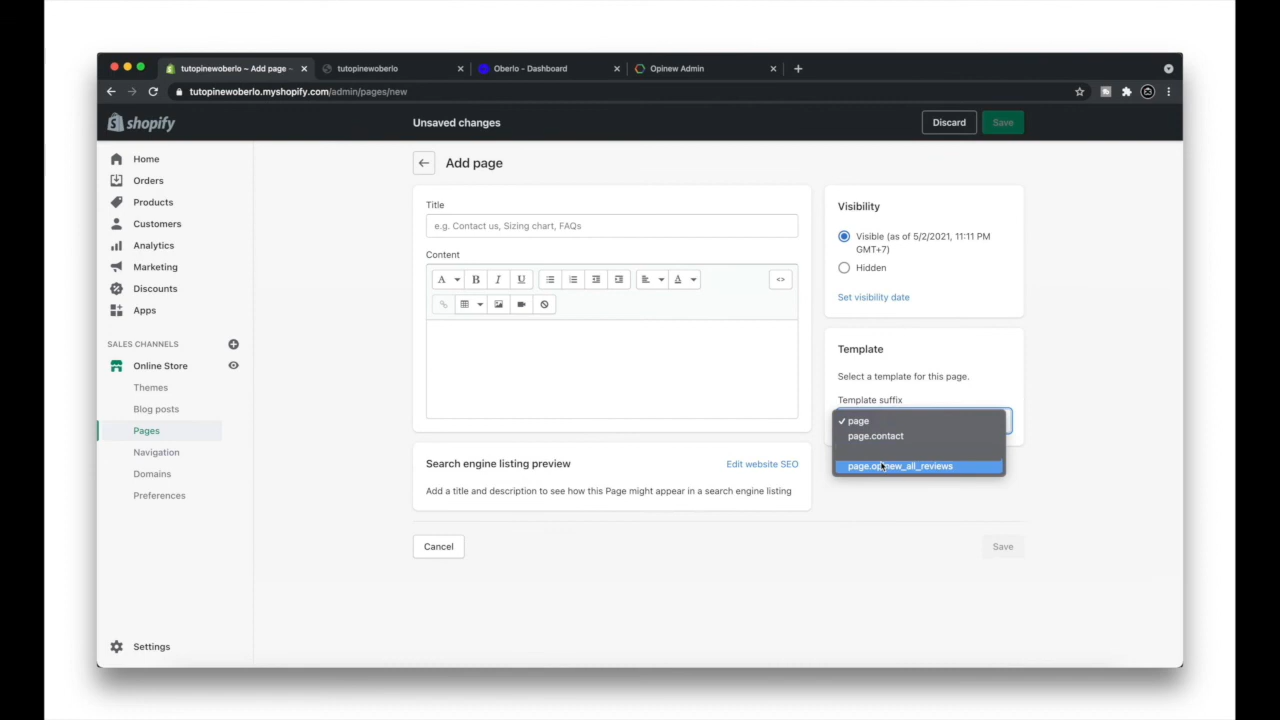 tutopinewoberlo ~ Add page -
tutopinewoberlo
Oberlo - Dashboard
Opinew Admin
tutopinewoberlo.myshopify.com/admin/pages/new
shopify
Unsaved changes
Discard
Save
Home
Orders
Products
Customers
Analytics
Marketing
Discounts
Apps
SALES CHANNELS
Online Store
Themes
Blog posts
Pages
Navigation
Domains
Preferences
Settings
Add page
Title
e.g. Contact us, Sizing chart, FAQs
Content
A
B
I
U
A
<>
Search engine listing preview
Edit website SEO
Add a title and description to see how this Page might appear in a search engine listing
Cancel
Visibility
Visible (as of 5/2/2021, 11:11 PM
GMT+7)
Hidden
Set visibility date
Template
Select a template for this page.
Template suffix
page
page.contact
page.opinew_all_reviews
Save